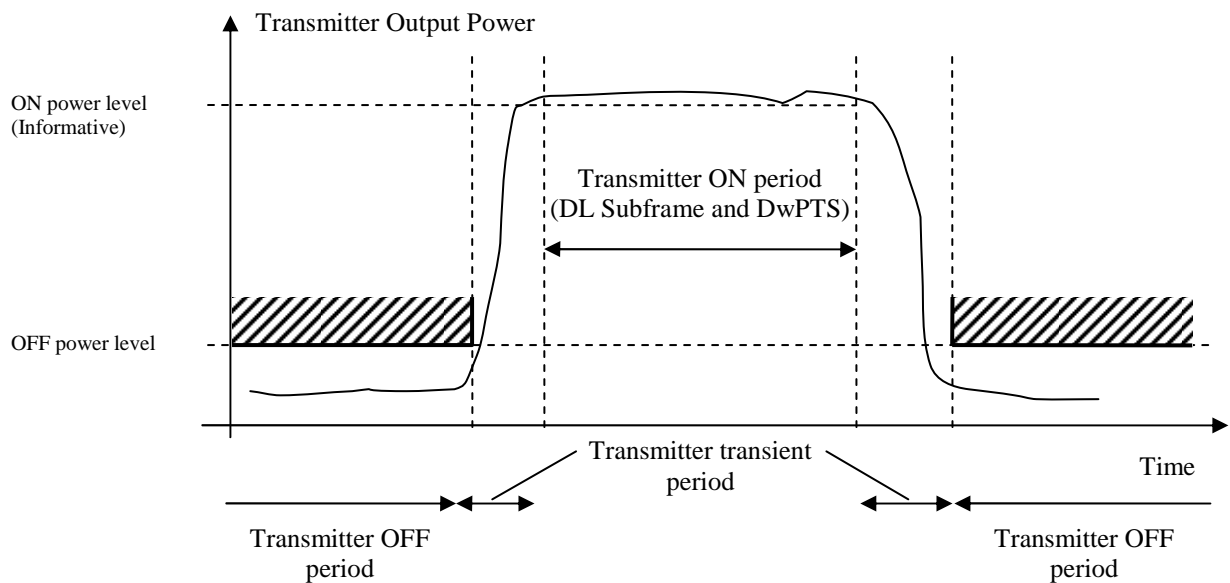 Transmitter Output Power
ON power level
(Informative)
Transmitter ON period
(DL Subframe and DwPTS)
OFF power level
Transmitter transient
period
Time
Transmitter OFF
period
Transmitter OFF
period